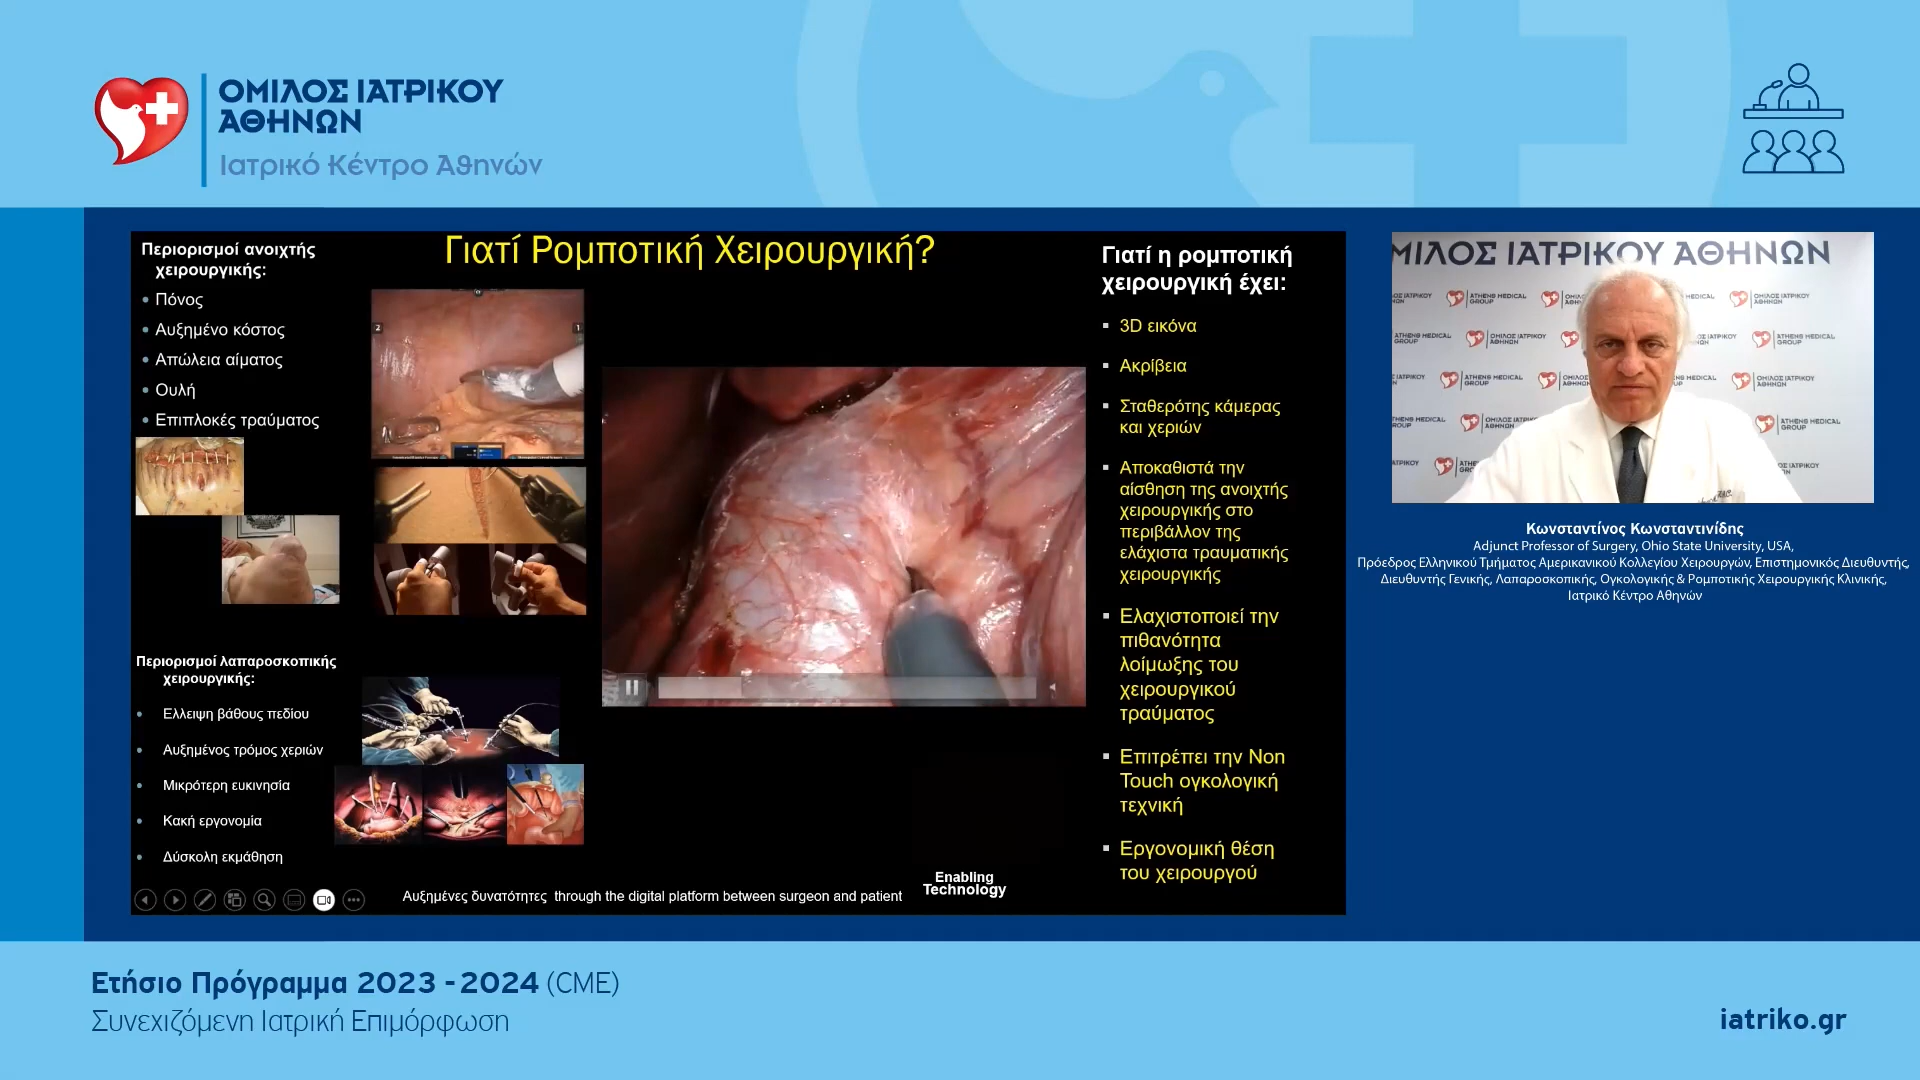 ΟΜΙΛΟΣ ΙΑΤΡΙΚΟΥ
ΑΘΗΝΩΝ
Ιατρικό Κέντρο Αθηνών
Γιατί Ρομποτική Χειρουργική?
Περιορισμοί ανοιχτής
χειρουργικής:
• Πόνος
• Αυξημένο κόστος
• Απώλεια αίματος
• Ουλή
• Επιπλοκές τραύματος
Περιορισμοί λαπαροσκοπικής
χειρουργικής:
• Ελλειψη βάθους πεδίου
• Αυξημένος τρόμος χεριών
• Μικρότερη ευκινησία
• Κακή εργονομία
• Δύσκολη εκμάθηση
2
1
Αυξημένες δυνατότητες through the digital platform between surgeon and patient
Enabling
Technology
Γιατί η ρομποτική
χειρουργική έχει:
▪ 3D εικόνα
▪ Ακρίβεια
▪ Σταθερότης κάμερας
και χεριών
▪ Αποκαθιστά την
αίσθηση της ανοιχτής
χειρουργικής στο
περιβάλλον της
ελάχιστα τραυματικής
χειρουργικής
▪ Ελαχιστοποιεί την
πιθανότητα
λοίμωξης του
χειρουργικού
τραύματος
▪ Επιτρέπει την Non
Touch ογκολογική
τεχνική
▪ Εργονομική θέση
του χειρουργού
ΜΙΛΟΣ ΙΑΤΡΙΚΟΥ ΑΘΗΝΩΝ
ATHENS MEDICAL
GROUP
ΟΜΙΛΟΣ ΙΑΤΡΙΚΟΥ
ΑΘΗΝΩΝ
Κωνσταντίνος Κωνσταντινίδης
Adjunct Professor of Surgery, Ohio State University, USA,
Πρόεδρος Ελληνικού Τμήματος Αμερικανικού Κολλεγίου Χειρουργών, Επιστημονικός Διευθυντής,
Διευθυντής Γενικής, Λαπαροσκοπικής, Ογκολογικής & Ρομποτικής Χειρουργικής Κλινικής,
Ιατρικό Κέντρο Αθηνών
Ετήσιο Πρόγραμμα 2023 - 2024 (CME)
Συνεχιζόμενη Ιατρική Επιμόρφωση
iatriko.gr